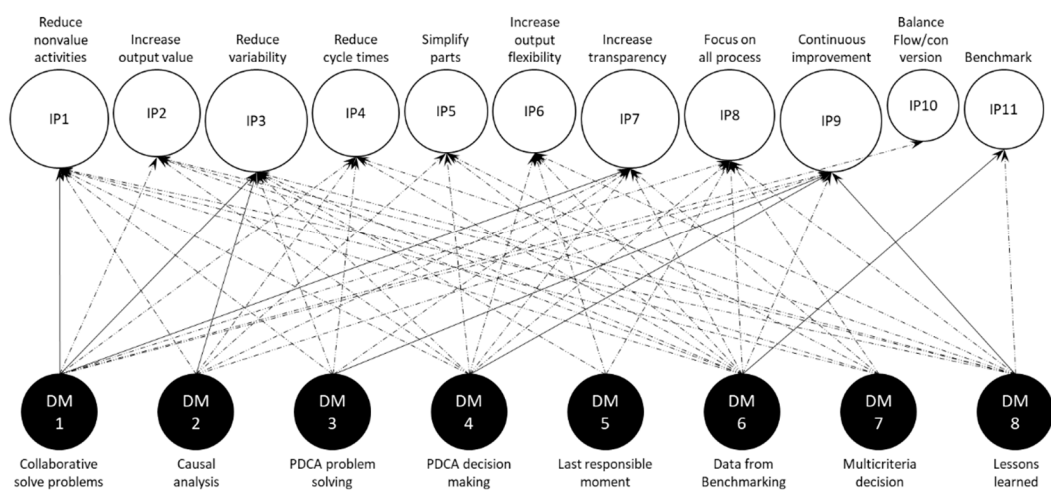 Reduce
nonvalue
activities
Increase
output value
Reduce
variability
Reduce
cycle times
Simplify
parts
Increase
output
flexibility
Increase
transparency
Focus on
all process
Continuous
improvement
Balance
Flow/con
version
Benchmark
IP1
IP2
IP3
IP4
IP5
IP6
IP7
IP8
IP9
IP10
IP11
DM
1
DM
2
DM
3
DM
4
DM
5
DM
6
DM
7
DM
8
Collaborative
solve problems
Causal
analysis
PDCA problem
solving
PDCA decision
making
Last responsible
moment
Data from
Benchmarking
Multicriteria
decision
Lessons
learned